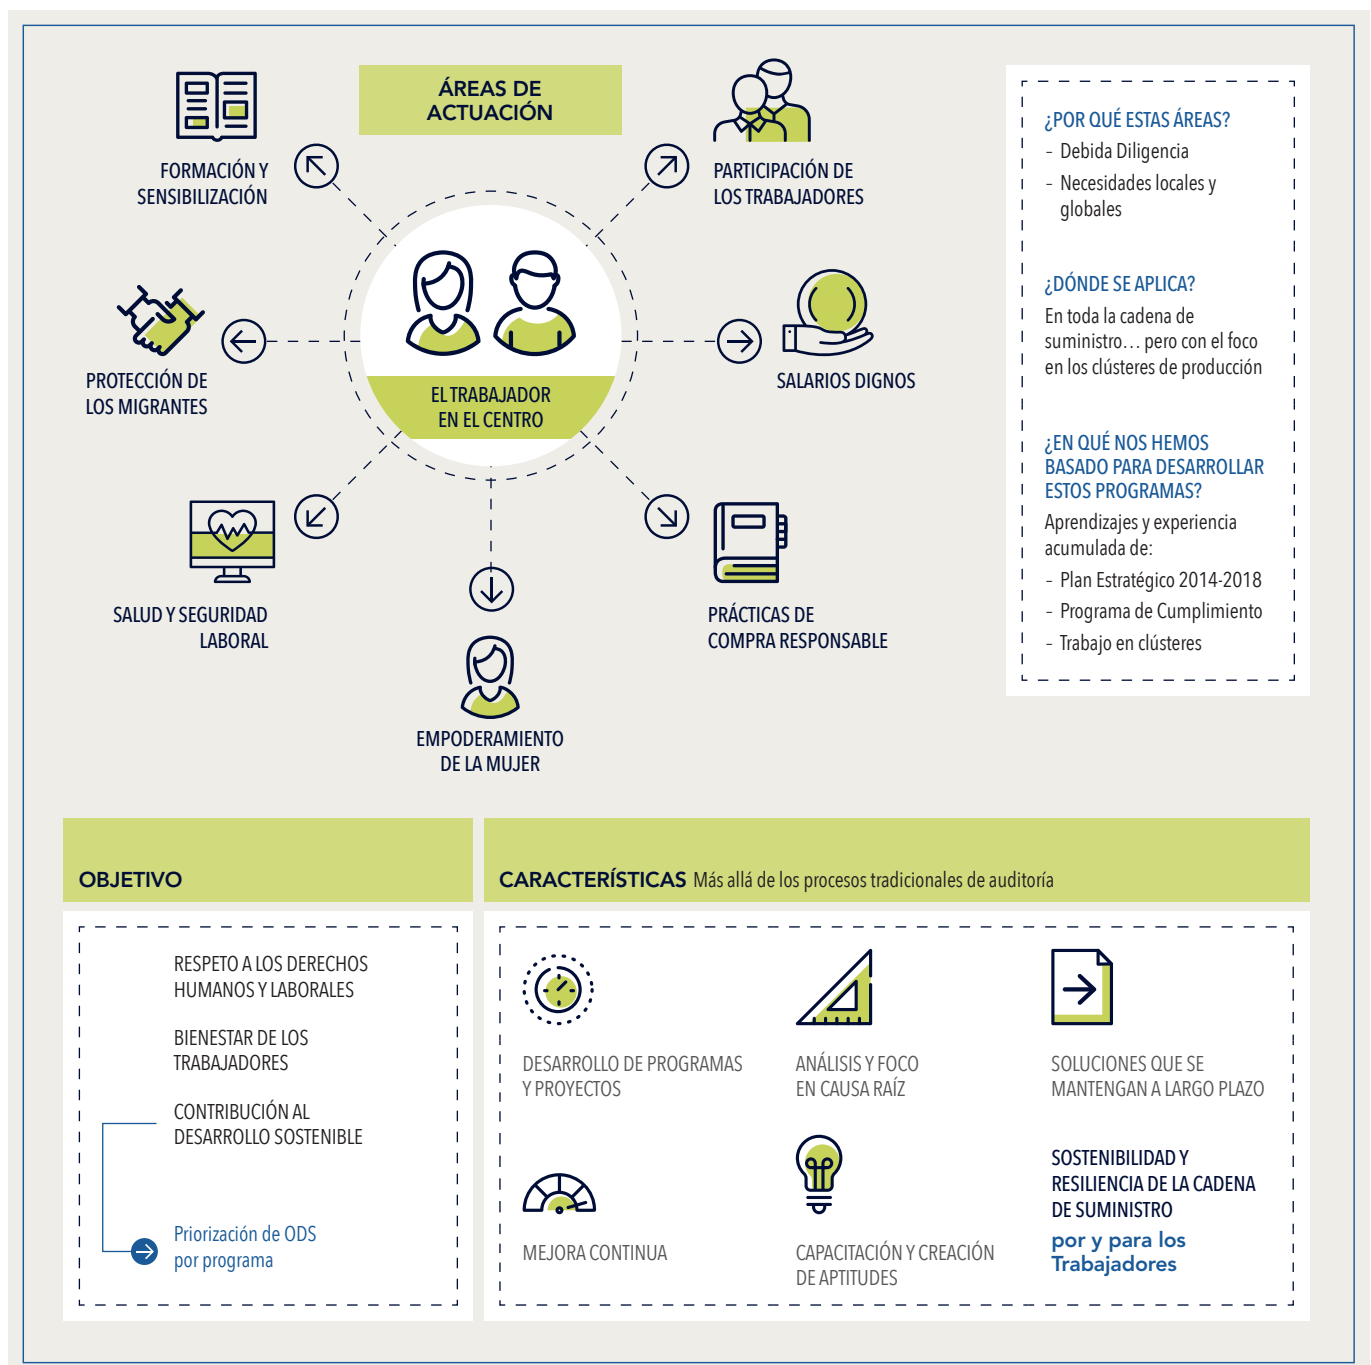 ÁREAS DE
ACTUACIÓN
FORMACIÓN Y
SENSIBILIZACIÓN
PARTICIPACIÓN DE
LOS TRABAJADORES
PROTECCIÓN DE
LOS MIGRANTES
EL TRABAJADOR
EN EL CENTRO
SALARIOS DIGNOS
SALUD Y SEGURIDAD
LABORAL
PRÁCTICAS DE
COMPRA RESPONSABLE
EMPODERAMIENTO
DE LA MUJER
¿POR QUÉ ESTAS ÁREAS?
- Debida Diligencia
- Necesidades locales y
globales
¿DÓNDE SE APLICA?
En toda la cadena de
suministro… pero con el foco
en los clústeres de producción
¿EN QUÉ NOS HEMOS
BASADO PARA DESARROLLAR
ESTOS PROGRAMAS?
Aprendizajes y experiencia
acumulada de:
- Plan Estratégico 2014-2018
- Programa de Cumplimiento
- Trabajo en clústeres
OBJETIVO
RESPETO A LOS DERECHOS
HUMANOS Y LABORALES
BIENESTAR DE LOS
TRABAJADORES
CONTRIBUCIÓN AL
DESARROLLO SOSTENIBLE
Priorización de ODS
por programa
CARACTERÍSTICAS Más allá de los procesos tradicionales de auditoría
DESARROLLO DE PROGRAMAS
Y PROYECTOS
ANÁLISIS Y FOCO
EN CAUSA RAÍZ
SOLUCIONES QUE SE
MANTENGAN A LARGO PLAZO
MEJORA CONTINUA
CAPACITACIÓN Y CREACIÓN
DE APTITUDES
SOSTENIBILIDAD Y
RESILIENCIA DE LA CADENA
DE SUMINISTRO
por y para los
Trabajadores